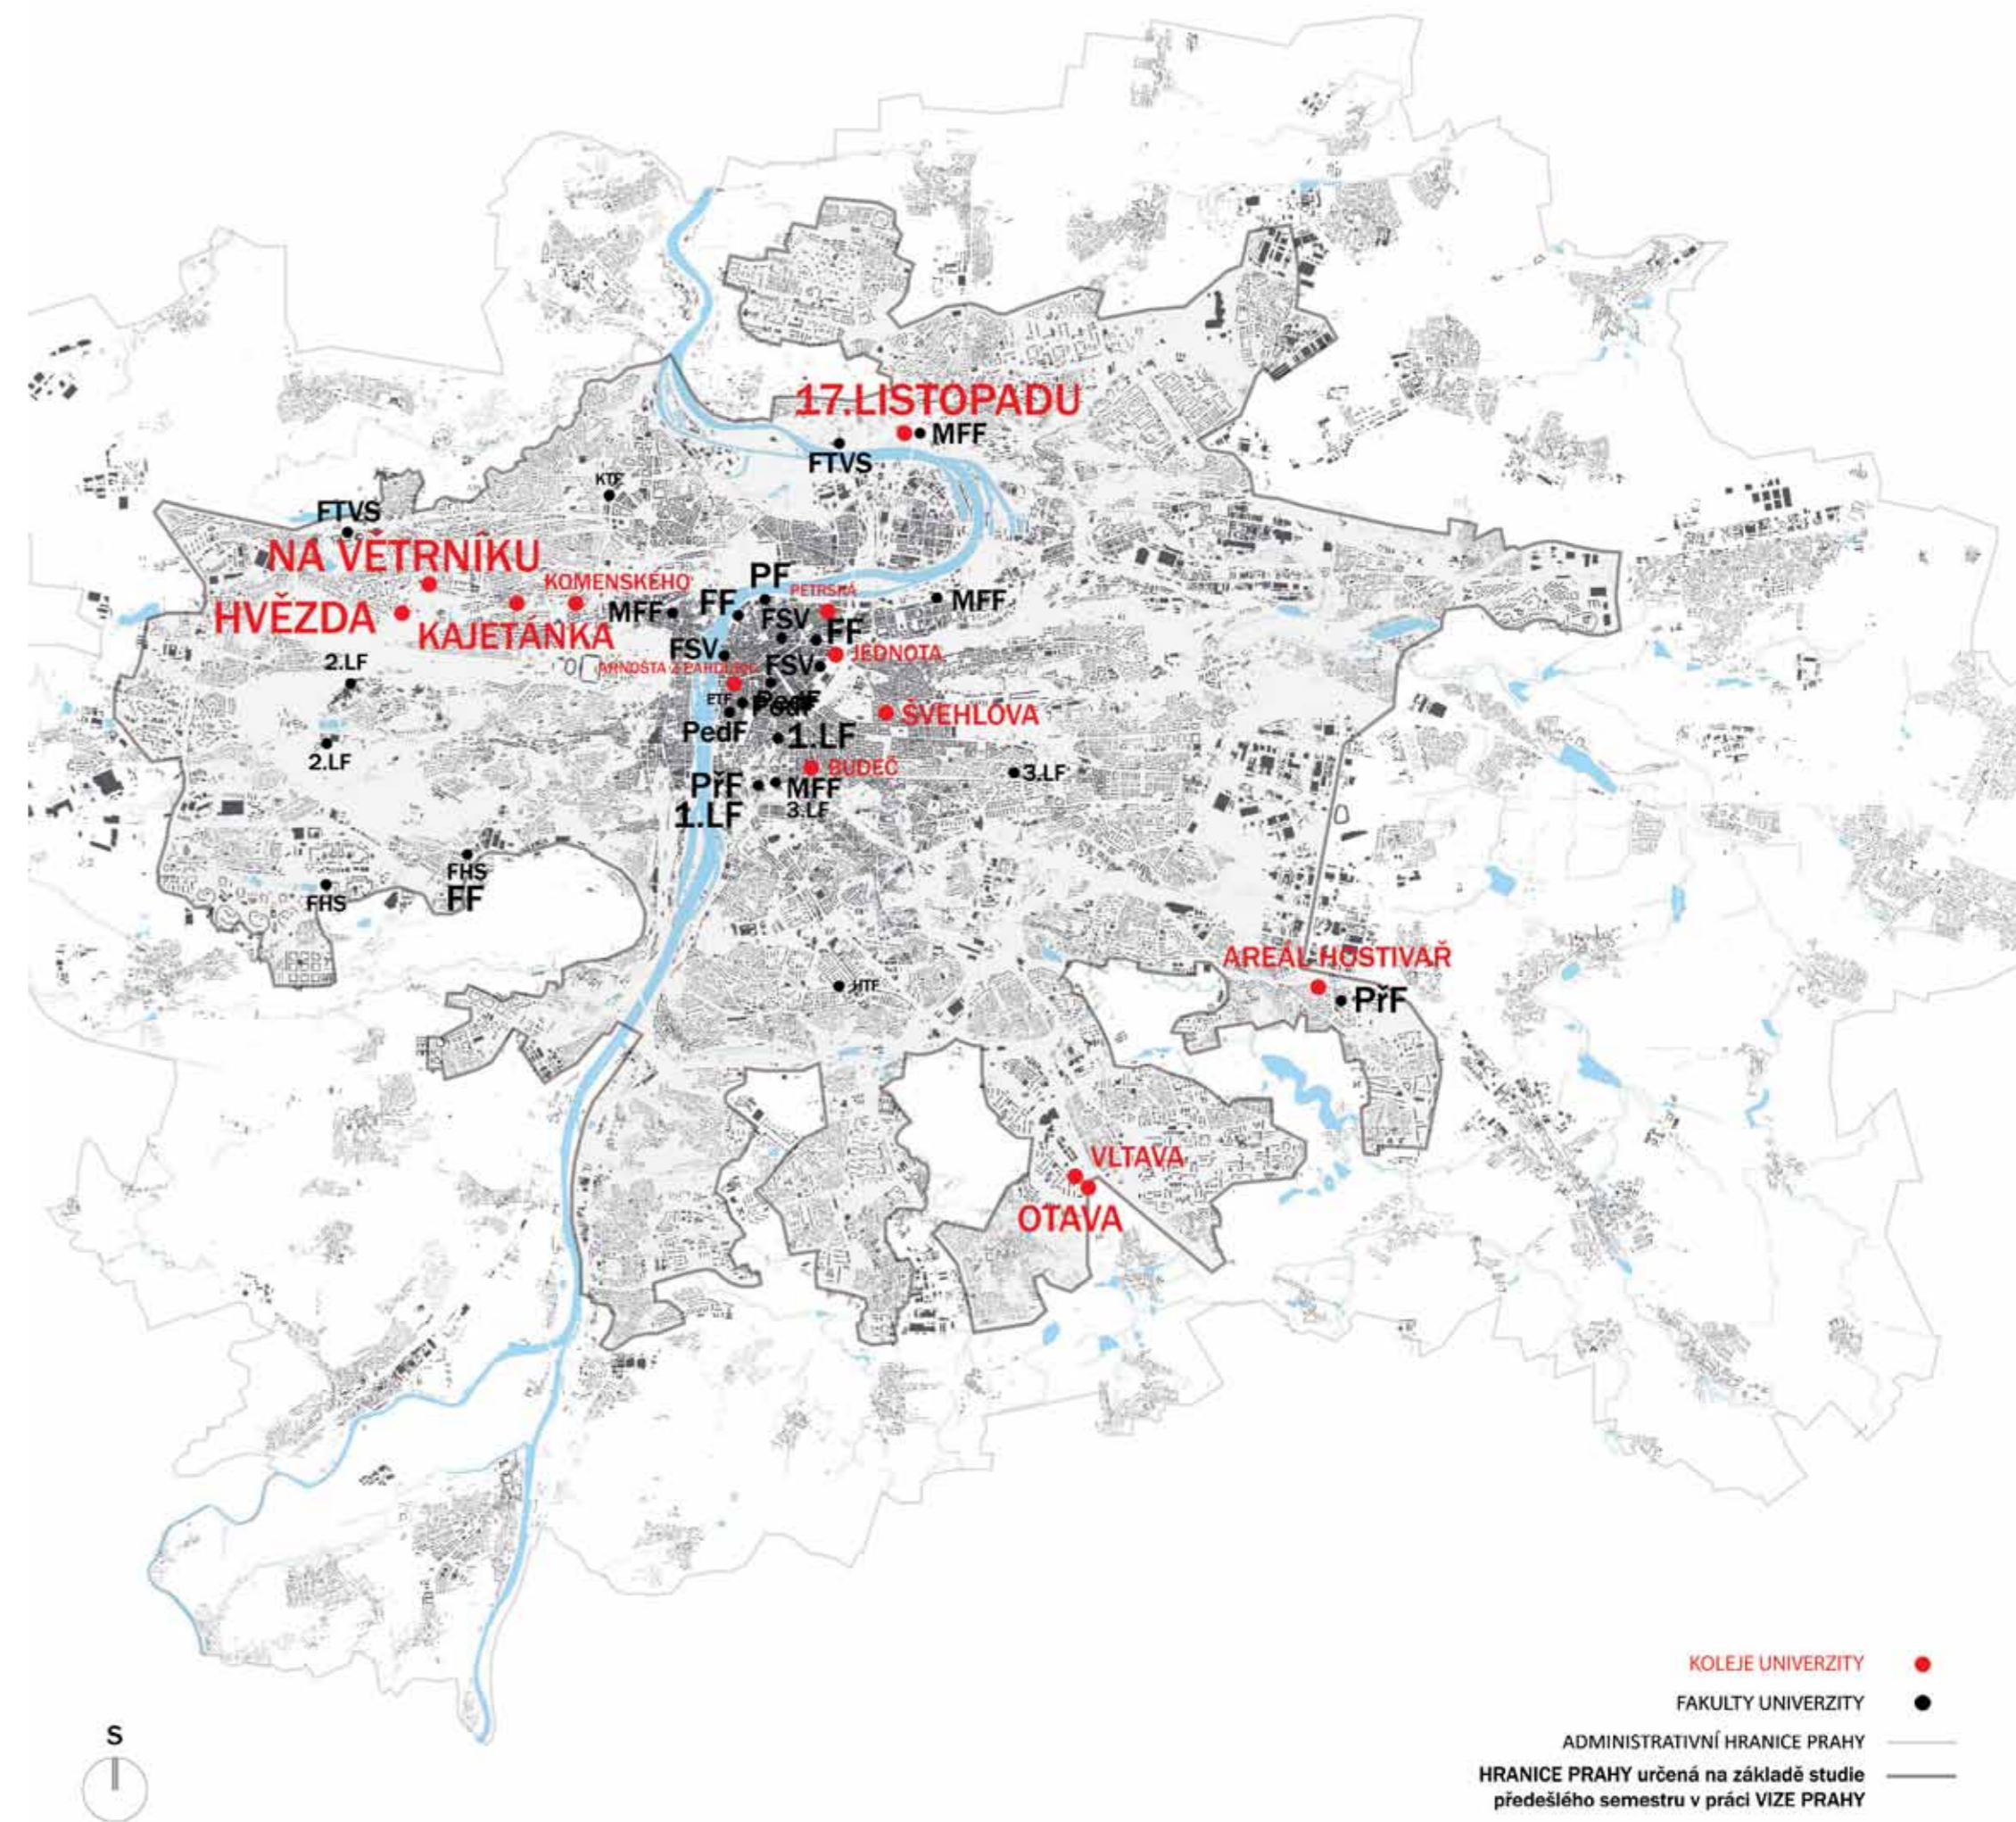 17.LISTOPADU
MFF
FTVS
KTF
FTVS
NA VĚTRNÍKU
KOMENSKÉHO
PF
PETRSKÁ
HVĚZDA
KAJETÁNKA
MFF
FF
FSV
MFF
FF
FSV
JEDNOTA
2.LF
ARNOŠTA Z
FSV
ETF
PedF
ŠVEHLOVA
PedF
1.LF
2.LF
BUDEČ
3.LF
PřF
MFF
1.LF
3.LF
FHS
FF
FHS
AREÁL HOSTIVAŘ
HTF
PřF
VLTAVA
OTAVA
KOLEJE UNIVERZITY
FAKULTY UNIVERZITY
ADMINISTRATIVNÍ HRANICE PRAHY
HRANICE PRAHY určená na základě studie
předešlého semestru v práci VIZE PRAHY
S